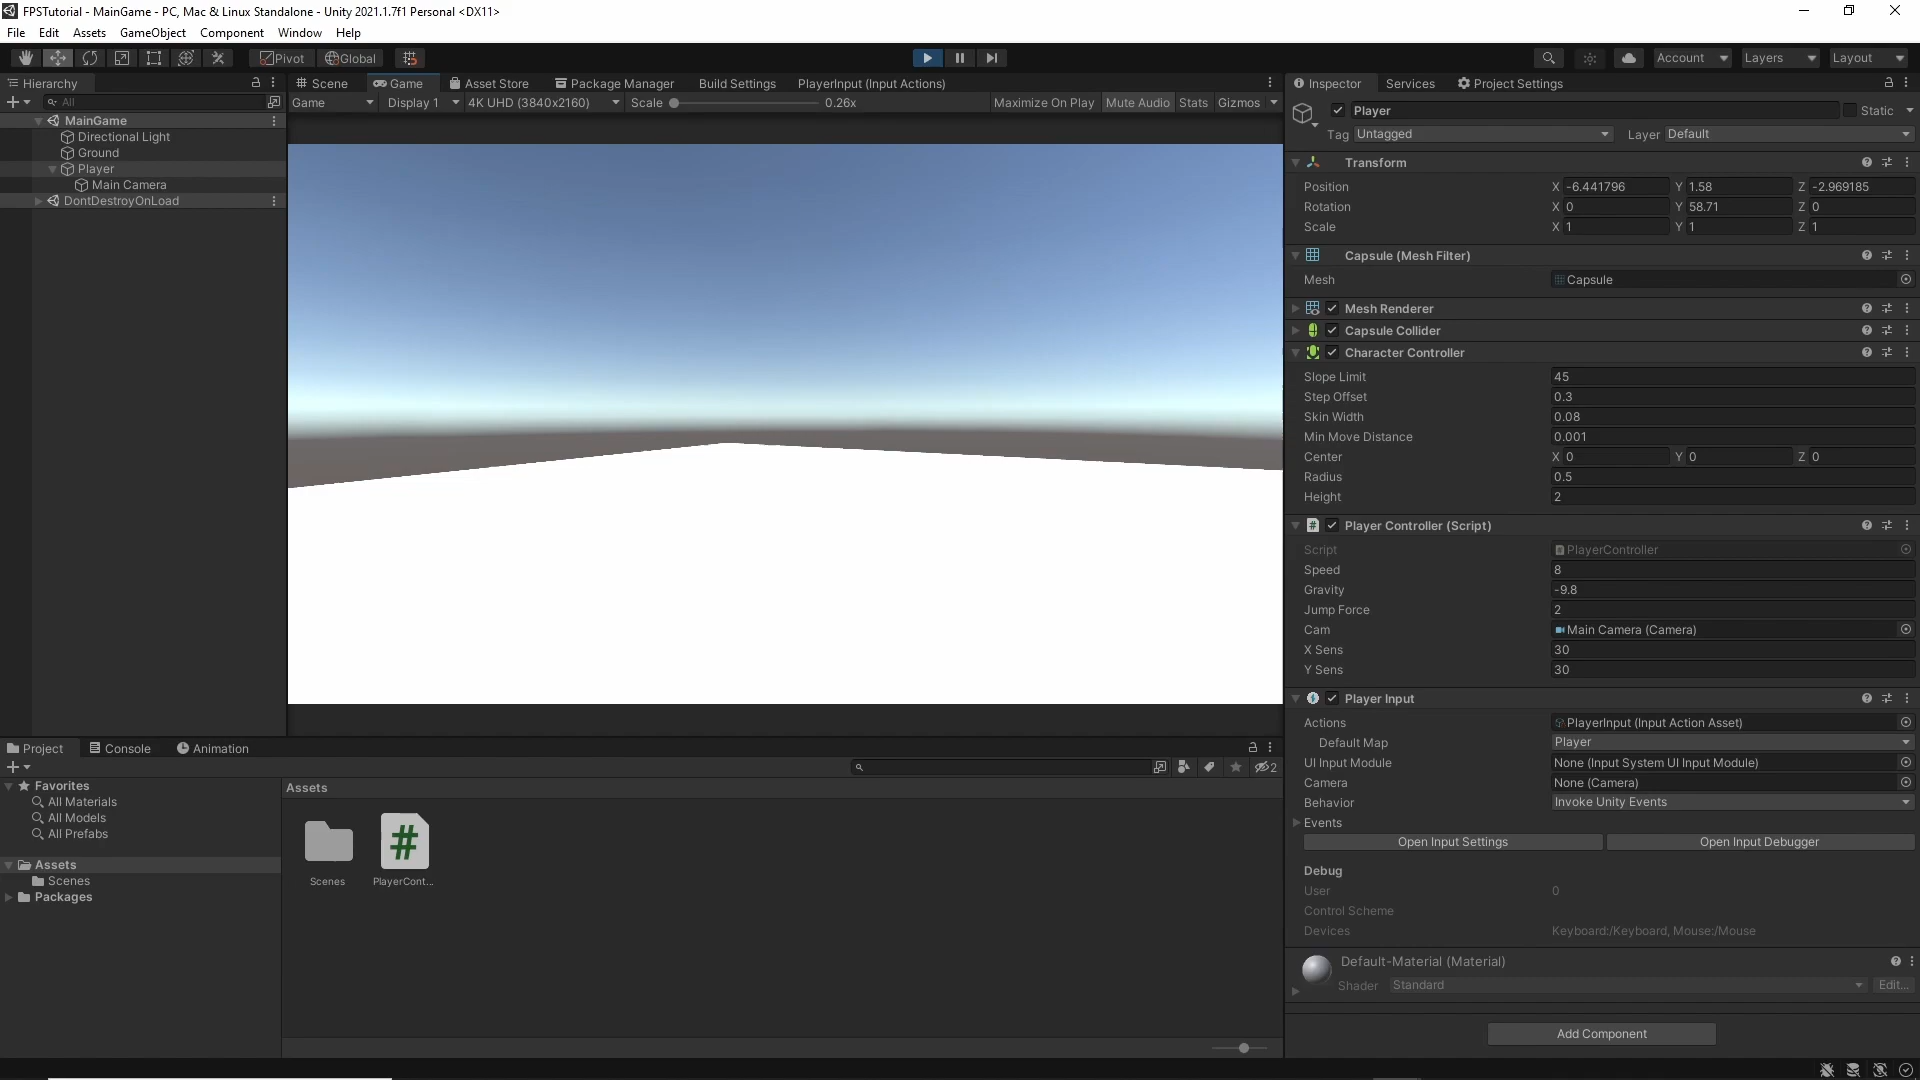 FPSTutorial - MainGame - PC, Mac & Linux Standalone - Unity 2021.1.7f1 Personal <DX11>
File Edit Assets GameObject Component Window Help
Pivot Global Account Layers Layout
Hierarchy
All
MainGame
Directional Light
Ground
Player
Main Camera
DontDestroyOnLoad
Scene Game Asset Store Package Manager Build Settings PlayerInput (Input Actions)
Game Display 1 4K UHD (3840x2160) Scale 0.26x Maximize On Play Mute Audio Stats Gizmos
Inspector Services Project Settings
Player Static
Tag Untagged Layer Default
Transform
Position X -6.441796 Y 1.58 Z -2.969185
Rotation X 0 Y 58.71 Z 0
Scale X 1 Y 1 Z 1
Capsule (Mesh Filter)
Mesh Capsule
Mesh Renderer
Capsule Collider
Character Controller
Slope Limit 45
Step Offset 0.3
Skin Width 0.08
Min Move Distance 0.001
Center X 0 Y 0 Z 0
Radius 0.5
Height 2
# Player Controller (Script)
Script PlayerController
Speed 8
Gravity -9.8
Jump Force 2
Cam Main Camera (Camera)
X Sens 30
Y Sens 30
Player Input
Actions PlayerInput (Input Action Asset)
Default Map Player
UI Input Module None (Input System UI Input Module)
Camera None (Camera)
Behavior Invoke Unity Events
Events
Open Input Settings Open Input Debugger
Debug
User 0
Control Scheme
Devices Keyboard:/Keyboard, Mouse:/Mouse
Default-Material (Material)
Shader Standard Edit...
Add Component
Project Console Animation
2
Favorites
All Materials
All Models
All Prefabs
Assets
Scenes
Packages
Assets
#
Scenes PlayerCont...